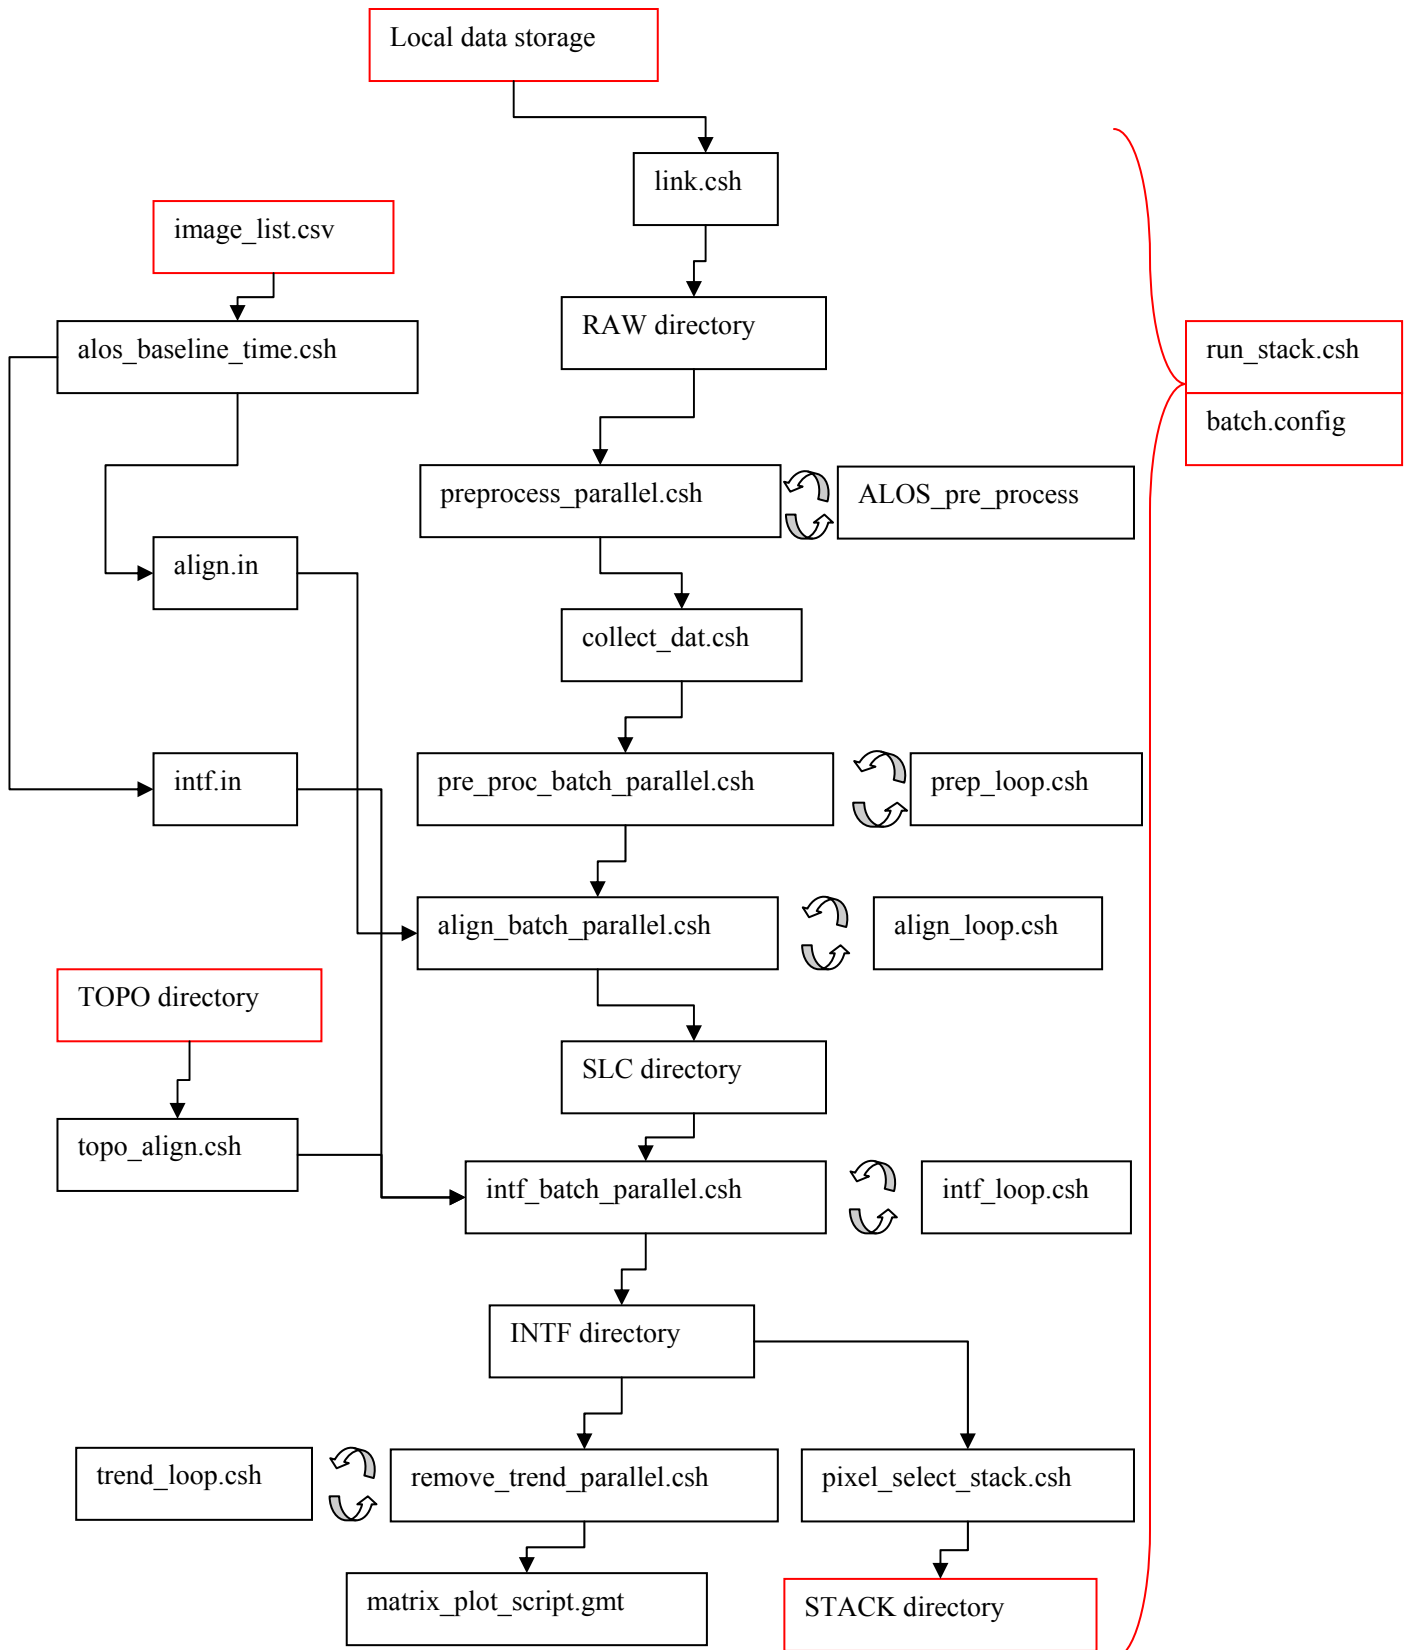 Local data storage
link.csh
image_list.csv
RAW directory
alos_baseline_time.csh
run_stack.csh
batch.config
preprocess_parallel.csh
ALOS_pre_process
align.in
collect_dat.csh
intf.in
pre_proc_batch_parallel.csh
prep_loop.csh
align_batch_parallel.csh
align_loop.csh
TOPO directory
SLC directory
topo_align.csh
intf_batch_parallel.csh
intf_loop.csh
INTF directory
trend_loop.csh
remove_trend_parallel.csh
pixel_select_stack.csh
matrix_plot_script.gmt
STACK directory